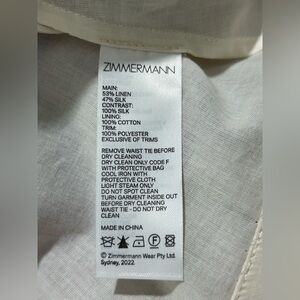 ZIMMERMANN
MAIN:
53% LINEN
47% SILK
CONTRAST:
100% SILK
LINING:
100% COTTON
TRIM:
100% POLYESTER
EXCLUSIVE OF TRIMS
REMOVE WAIST TIE BEFORE
DRY CLEANING
DRY CLEAN ONLY CODE F
WITH PROTECTIVE BAG
COOL IRON WITH
PROTECTIVE CLOTH
LIGHT STEAM ONLY
DO NOT SPOT CLEAN
TURN GARMENT INSIDE OUT
BEFORE DRY CLEANING
WAIST TIE - DO NOT DRY
CLEAN
MADE IN CHINA
F
© Zimmermann Wear Pty Ltd.
Sydney, 2022